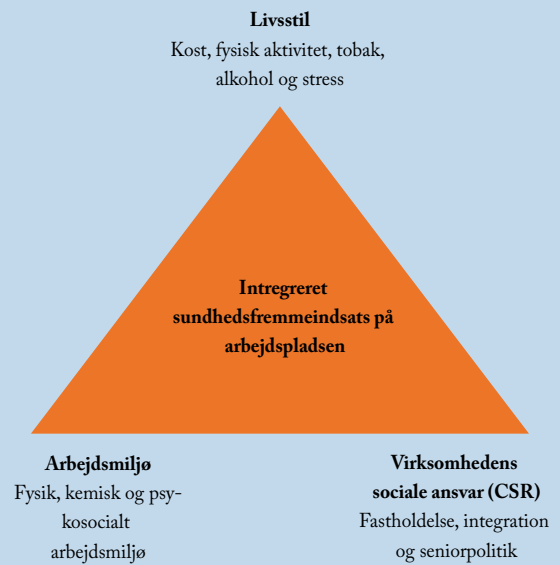 Livsstil
Kost, fysisk aktivitet, tobak,
alkohol og stress
Intregreret
sundhedsfremmeindsats på
arbejdspladsen
Arbejdsmiljø
Fysik, kemisk og psy-
kosocialt
arbejdsmiljø
Virksomhedens
sociale ansvar (CSR)
Fastholdelse, integration
og seniorpolitik